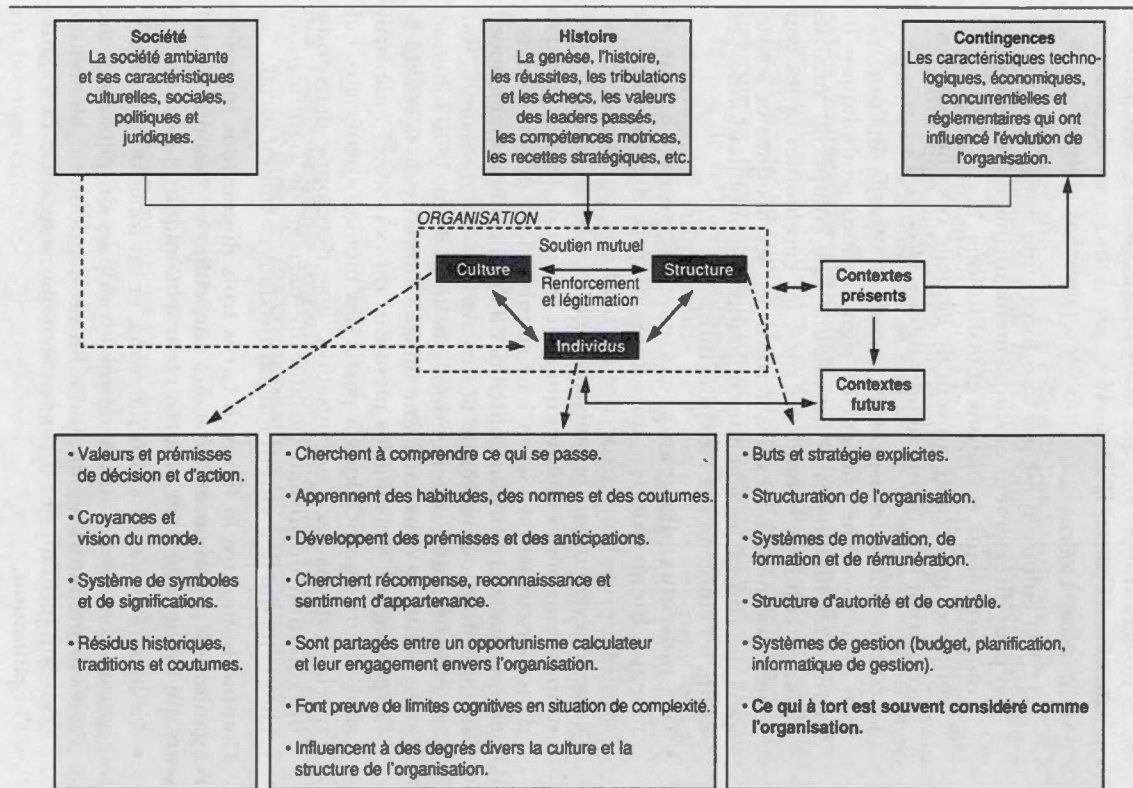 Société
La société ambiante
et ses caractéristiques
culturelles, sociales,
politiques et
juridiques.
Histoire
La genèse, l'histoire,
les réussites, les tribulations
et les échecs, les valeurs
des leaders passés,
les compétences motrices,
les recettes stratégiques, etc.
Contingences
Les caractéristiques techno-
logiques, économiques,
concurrentielles et
réglementaires qui ont
influencé l'évolution de
l'organisation.
ORGANISATION
Soutien mutuel
Culture
Structure
Renforcement
et légitimation
Individus
Contextes
présents
Contextes
futurs
• Valeurs et prémisses
de décision et d'action.
• Croyances et
vision du monde.
• Système de symboles
et de significations.
• Résidus historiques,
traditions et coutumes.
• Cherchent à comprendre ce qui se passe.
• Apprennent des habitudes, des normes et des coutumes.
• Développent des prémisses et des anticipations.
• Cherchent récompense, reconnaissance et
sentiment d'appartenance.
• Sont partagés entre un opportunisme calculateur
et leur engagement envers l'organisation.
• Font preuve de limites cognitives en situation de complexité.
• Influencent à des degrés divers la culture et la
structure de l'organisation.
• Buts et stratégie explicites.
• Structuration de l'organisation.
• Systèmes de motivation, de
formation et de rémunération.
• Structure d'autorité et de contrôle.
• Systèmes de gestion (budget, planification,
informatique de gestion).
• Ce qui à tort est souvent considéré comme
l'organisation.